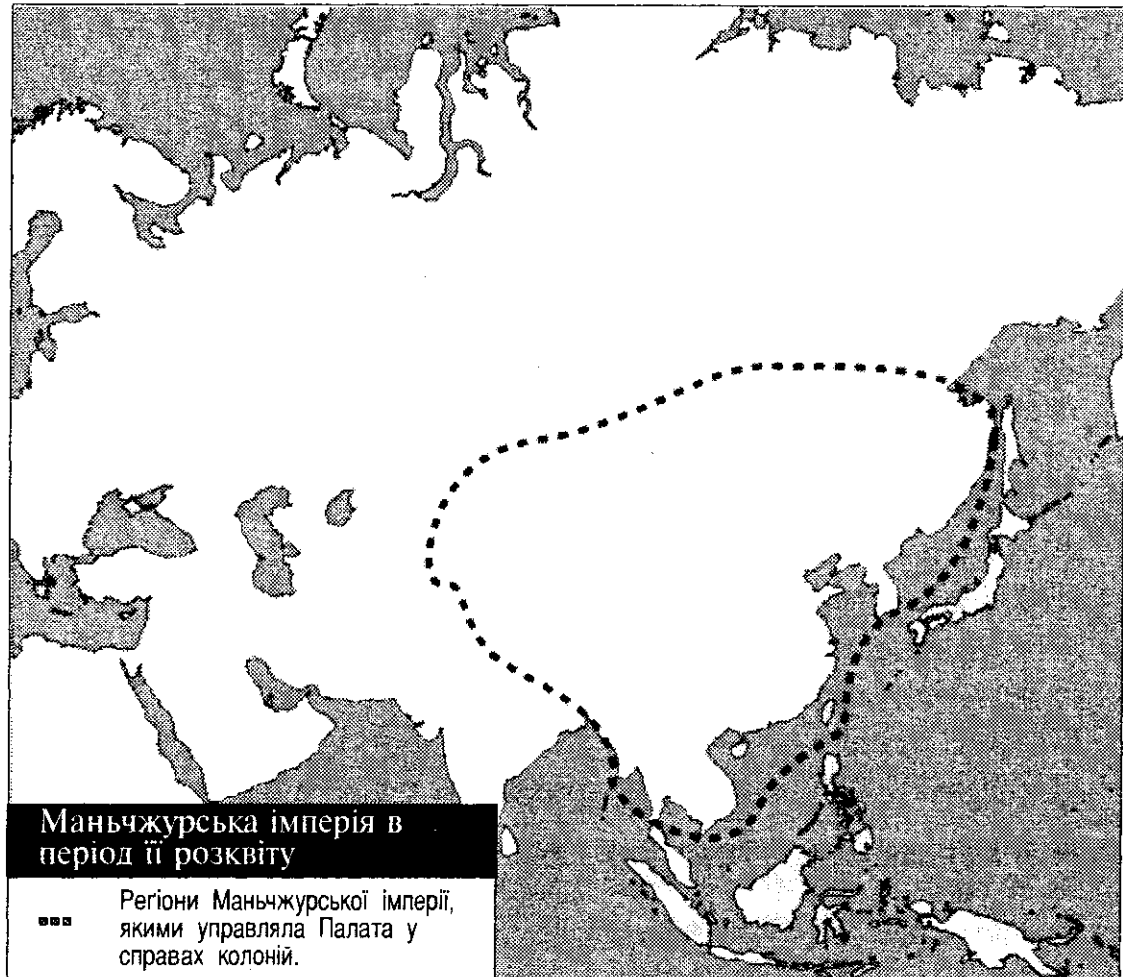 Маньчжурська імперія в
період її розквіту
Регіони Маньчжурської імперії,
якими управляла Палата у
справах колоній.